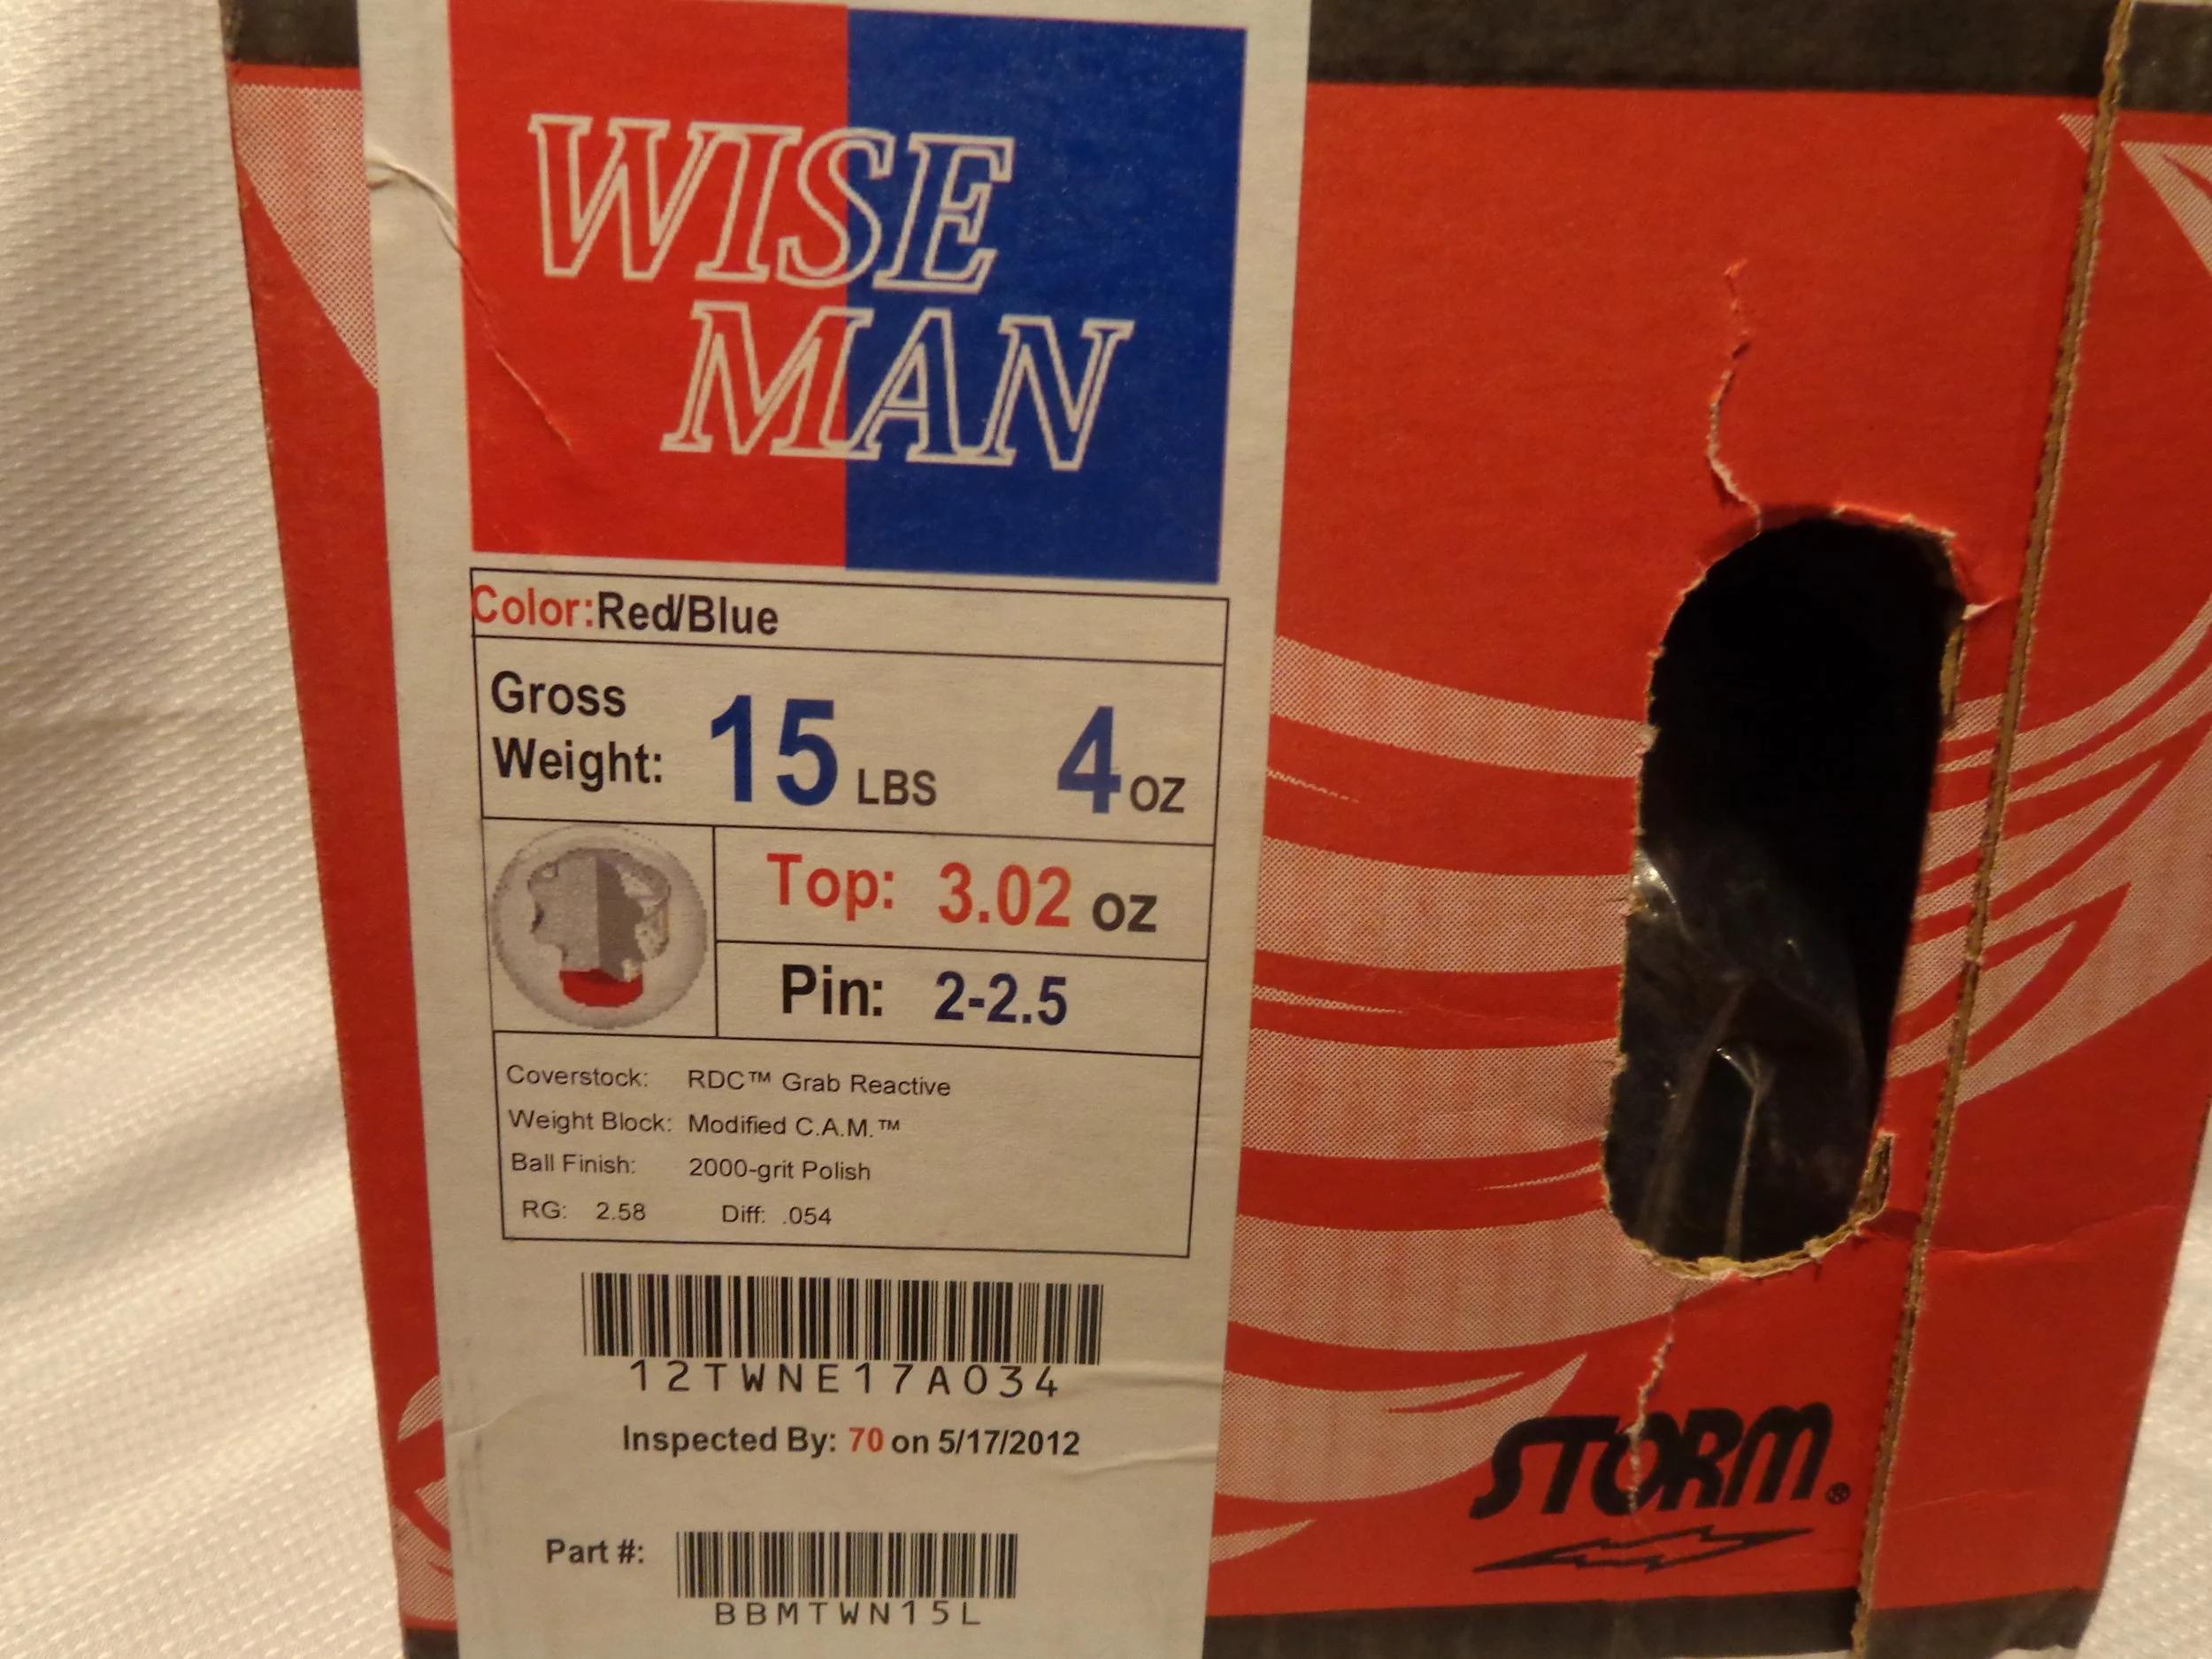 WISE
MAN
Color:Red/Blue
Gross
Weight: 15 LBS 4 oz
Top: 3.02 oz
Pin: 2-2.5
Coverstock: RDC™ Grab Reactive
Weight Block: Modified C.A.M.™
Ball Finish: 2000-grit Polish
RG: 2.58 Diff: .054
12TWNE17A034
Inspected By: 70 on 5/17/2012
Part #:
BBMTWN15L
STORM®